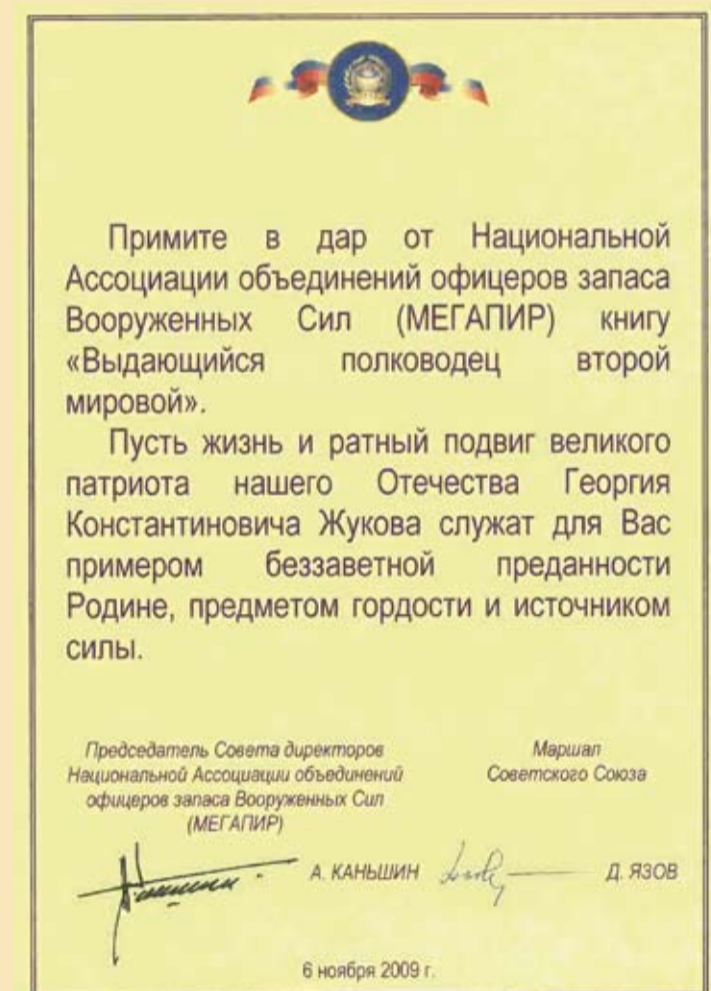 Примите в дар от Национальной
Ассоциации объединений офицеров запаса
Вооруженных Сил (МЕГАПИР) книгу
«Выдающийся полководец второй
мировой».
Пусть жизнь и ратный подвиг великого
патриота нашего Отечества Георгия
Константиновича Жукова служат для Вас
примером беззаветной преданности
Родине, предметом гордости и источником
силы.
Председатель Совета директоров
Национальной Ассоциации объединений
офицеров запаса Вооруженных Сил
(МЕГАПИР)
А. КАНЬШИН
Маршал
Советского Союза
Д. ЯЗОВ
6 ноября 2009 г.